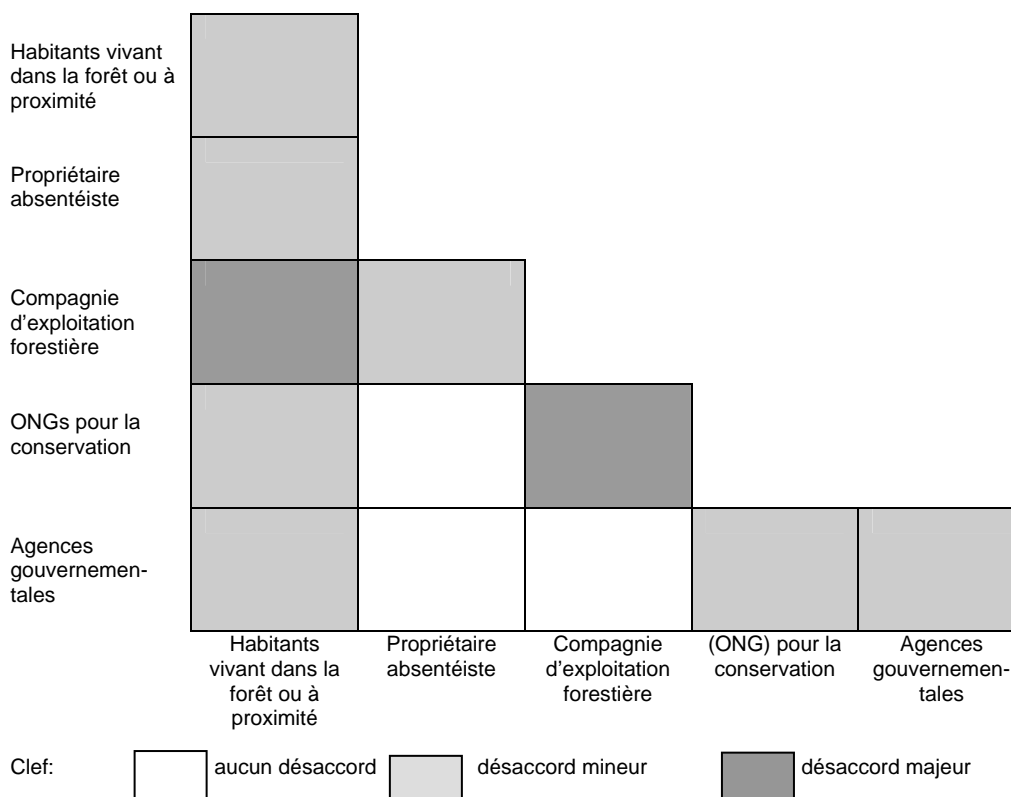 Habitants vivant
dans la forêt ou à
proximité
Propriétaire
absentéiste
Compagnie
d'exploitation
forestière
ONGs pour la
conservation
Agences
gouvernemen-
tales
Habitants
vivant dans la
forêt ou à
proximité
Propriétaire
absentéiste
Compagnie
d'exploitation
forestière
(ONG) pour la
conservation
Agences
gouvernemen-
tales
Clef:
aucun désaccord
désaccord mineur
désaccord majeur